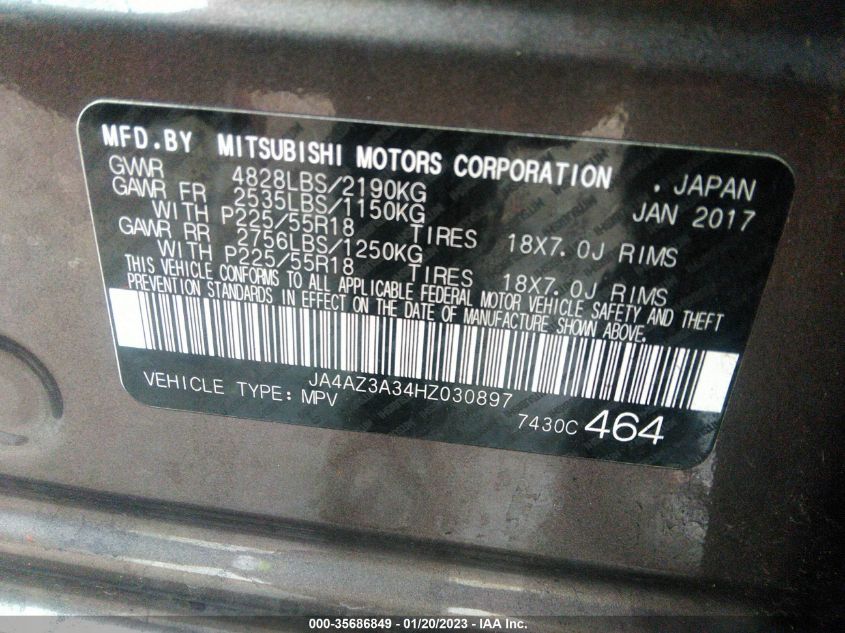 MFD.BY MITSUBISHI MOTORS CORPORATION . JAPAN
GVWR 4828LBS/2190KG JAN 2017
GAWR FR 2535LBS/1150KG
WITH P225/55R18 TIRES 18X7.0J RIMS
GAWR RR 2756LBS/1250KG
WITH P225/55R18 TIRES 18X7.0J RIMS
THIS VEHICLE CONFORMS TO ALL APPLICABLE FEDERAL MOTOR VEHICLE SAFETY AND THEFT
PREVENTION STANDARDS IN EFFECT ON THE DATE OF MANUFACTURE SHOWN ABOVE.
JA4AZ3A34HZ030897
VEHICLE TYPE: MPV
7430C 464
000-35686849 — 01/20/2023 — IAA Inc.